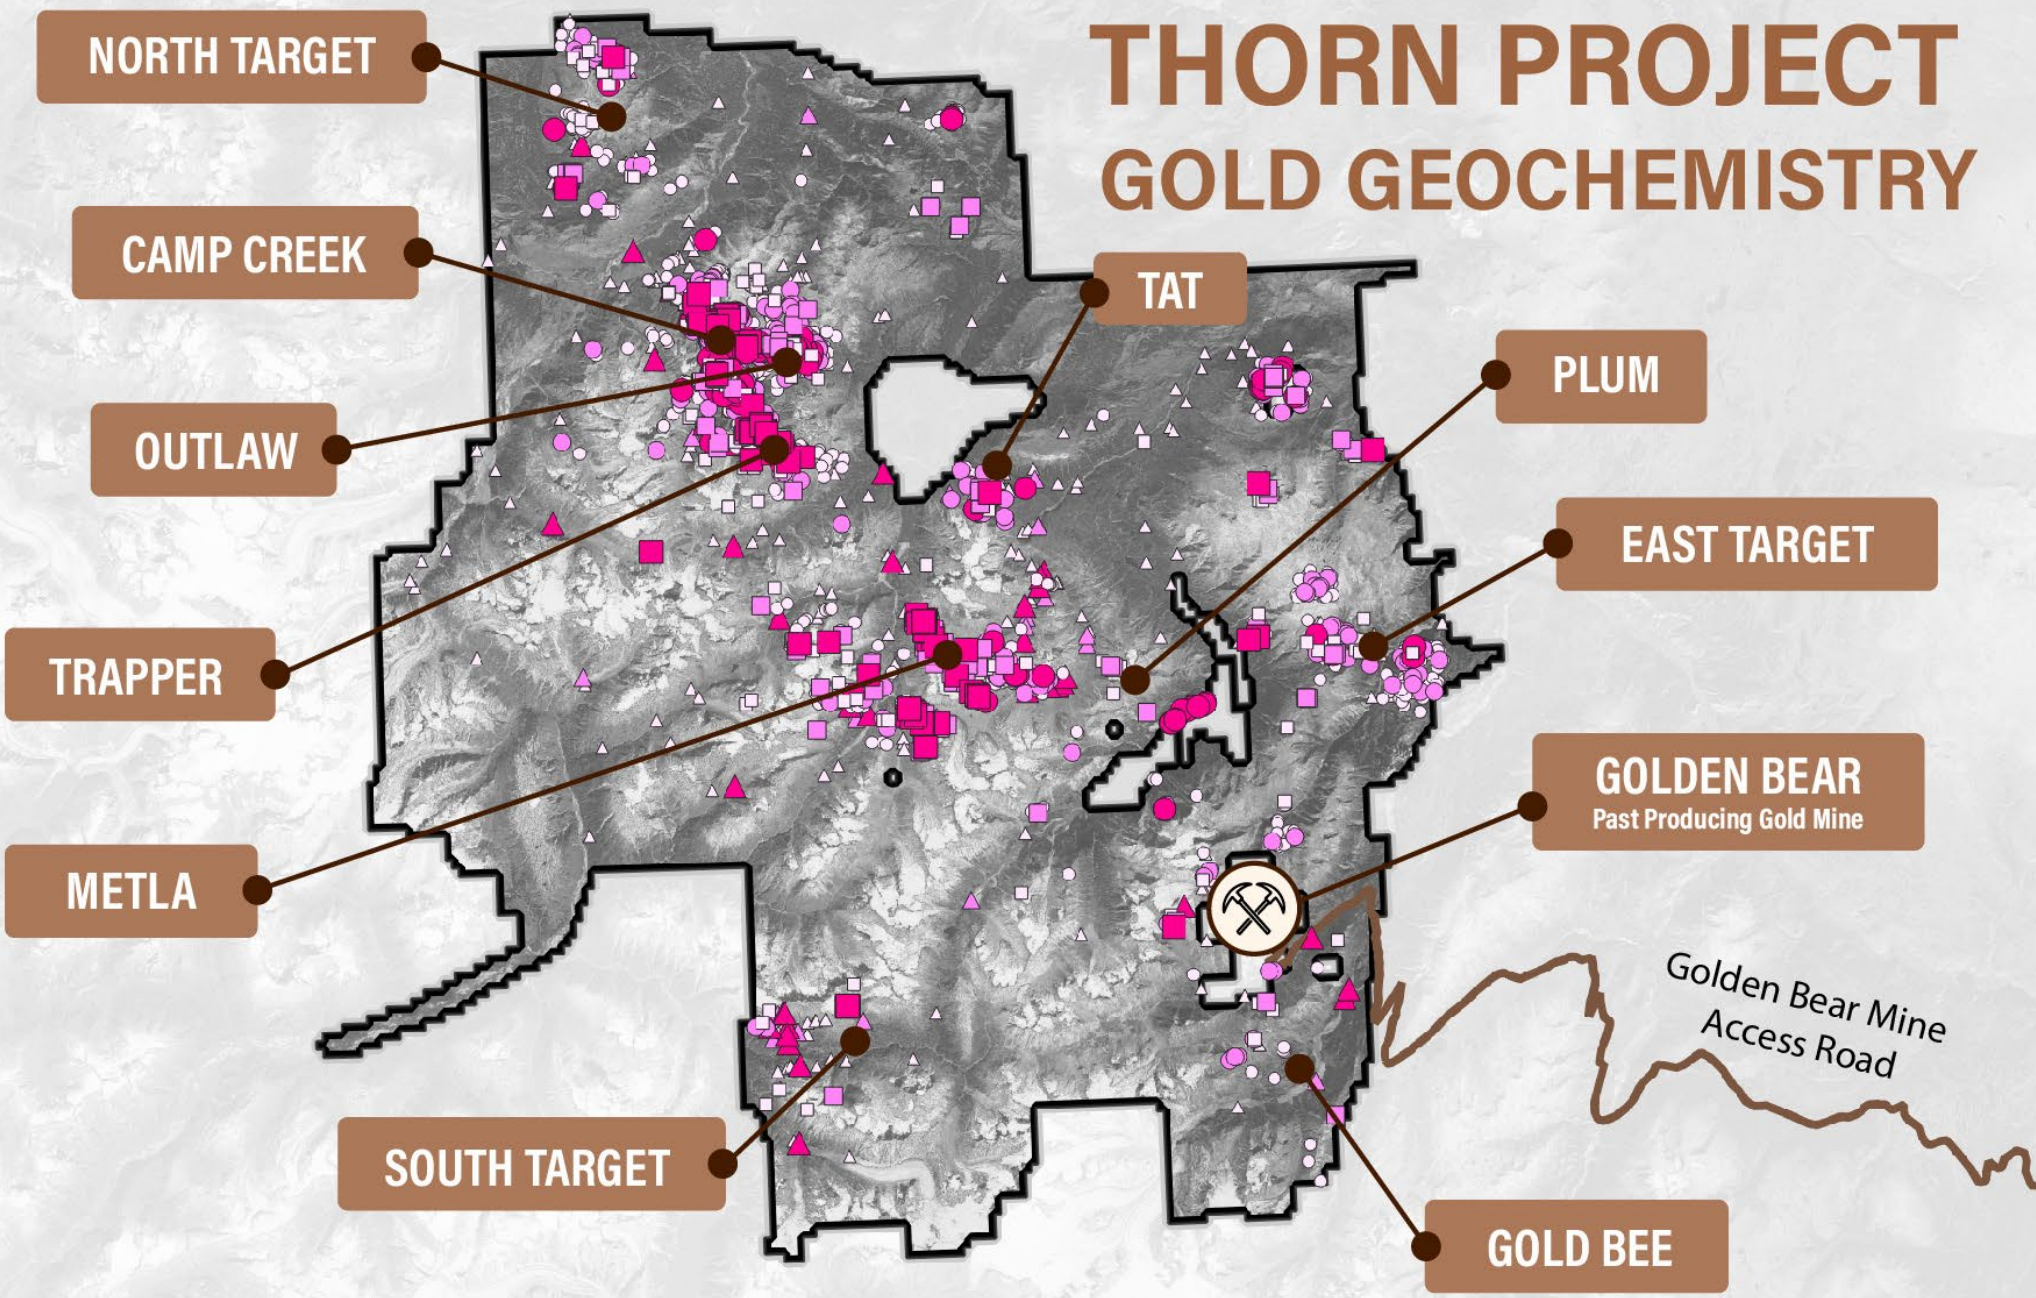 THORN PROJECT
GOLD GEOCHEMISTRY
NORTH TARGET
CAMP CREEK
TAT
PLUM
OUTLAW
EAST TARGET
TRAPPER
GOLDEN BEAR
Past Producing Gold Mine
METLA
Golden Bear Mine
Access Road
SOUTH TARGET
GOLD BEE